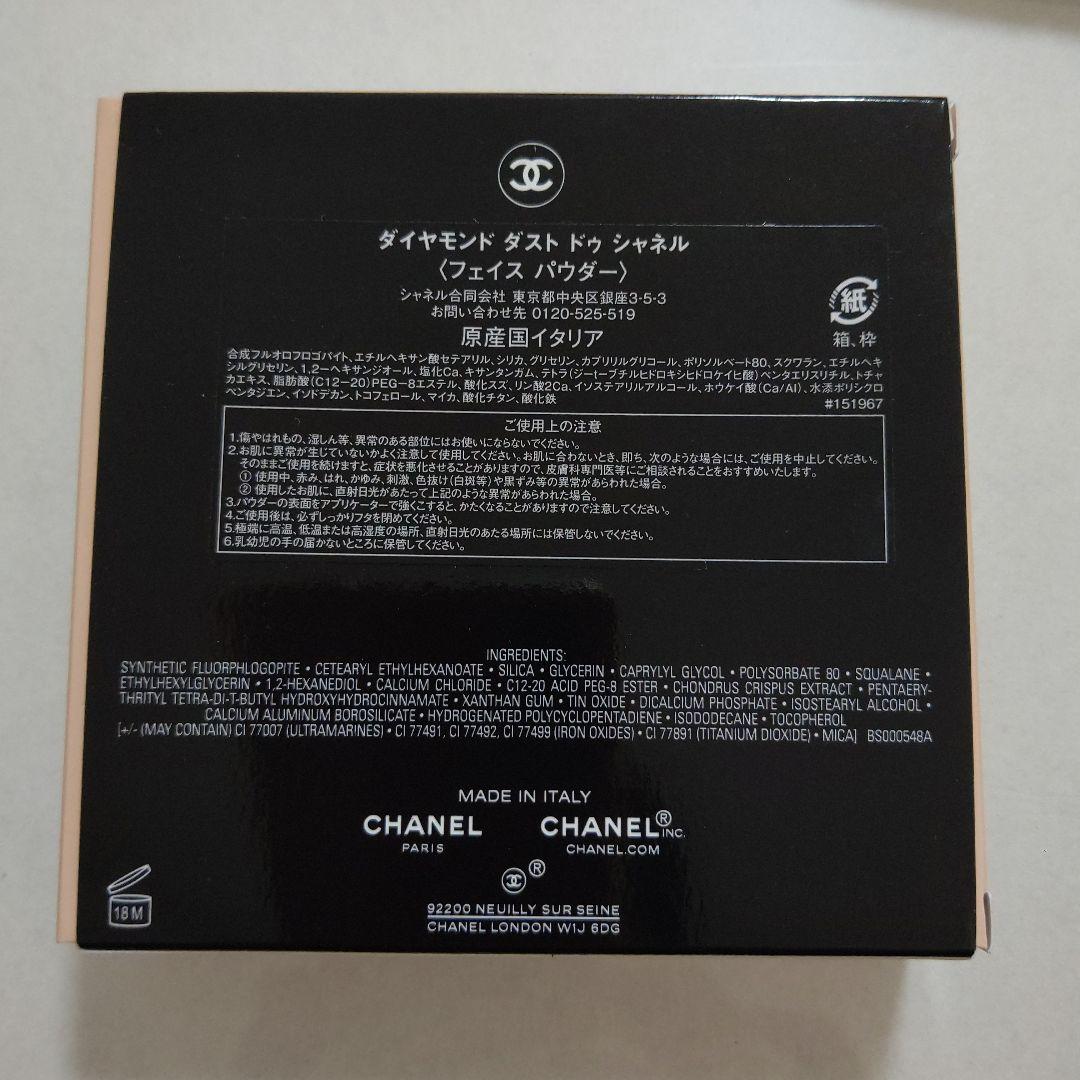 ダイヤモンド ダスト ドゥ シャネル
〈フェイス パウダー〉
シャネル合同会社 東京都中央区銀座3-5-3
お問い合わせ先 0120-525-519
原産国イタリア
紙
箱、枠
合成フルオロフロゴパイト、エチルヘキサン酸セテアリル、シリカ、グリセリン、カプリリルグリコール、ポリソルベート80、スクワラン、エチルヘキ
シルグリセリン、1,2-ヘキサンジオール、塩化Ca、キサンタンガム、テトラ(ジ-t-ブチルヒドロキシヒドロケイヒ酸)ペンタエリスリチル、トチャ
カエキス、脂肪酸(C12-20)PEG-8エステル、酸化スズ、リン酸2Ca、イソステアリルアルコール、ホウケイ酸(Ca/Al)、水添ポリシクロ
ペンタジエン、イソドデカン、トコフェロール、マイカ、酸化チタン、酸化鉄
#151967
ご使用上の注意
1.傷やはれもの、湿しん等、異常のある部位にはお使いにならないでください。
2.お肌に異常が生じていないかよく注意して使用してください。お肌に合わないとき、即ち、次のような場合には、ご使用を中止してください。
そのままご使用を続けますと、症状を悪化させることがありますので、皮膚科専門医等にご相談されることをおすすめいたします。
① 使用中、赤み、はれ、かゆみ、刺激、色抜け(白斑等)や黒ずみ等の異常があらわれた場合。
② 使用したお肌に、直射日光があたって上記のような異常があらわれた場合。
3.パウダーの表面をアプリケーターで強くこすると、かたくなることがありますので注意してください。
4.ご使用後は、必ずしっかりフタを閉めてください。
5.極端に高温、低温または高湿度の場所、直射日光のあたる場所には保管しないでください。
6.乳幼児の手の届かないところに保管してください。
INGREDIENTS:
SYNTHETIC FLUORPHLOGOPITE • CETEARYL ETHYLHEXANOATE • SILICA • GLYCERIN • CAPRYLYL GLYCOL • POLYSORBATE 80 • SQUALANE •
ETHYLHEXYLGLYCERIN • 1,2-HEXANEDIOL • CALCIUM CHLORIDE • C12-20 ACID PEG-8 ESTER • CHONDRUS CRISPUS EXTRACT • PENTAERY-
THRITYL TETRA-DI-T-BUTYL HYDROXYHYDROCINNAMATE • XANTHAN GUM • TIN OXIDE • DICALCIUM PHOSPHATE • ISOSTEARYL ALCOHOL •
CALCIUM ALUMINUM BOROSILICATE • HYDROGENATED POLYCYCLOPENTADIENE • ISODODECANE • TOCOPHEROL
[+/- (MAY CONTAIN) CI 77007 (ULTRAMARINES) • CI 77491, CI 77492, CI 77499 (IRON OXIDES) • CI 77891 (TITANIUM DIOXIDE) • MICA] BS000548A
MADE IN ITALY
CHANEL CHANEL® INC.
PARIS CHANEL.COM
®
18M
92200 NEUILLY SUR SEINE
CHANEL LONDON W1J 6DG